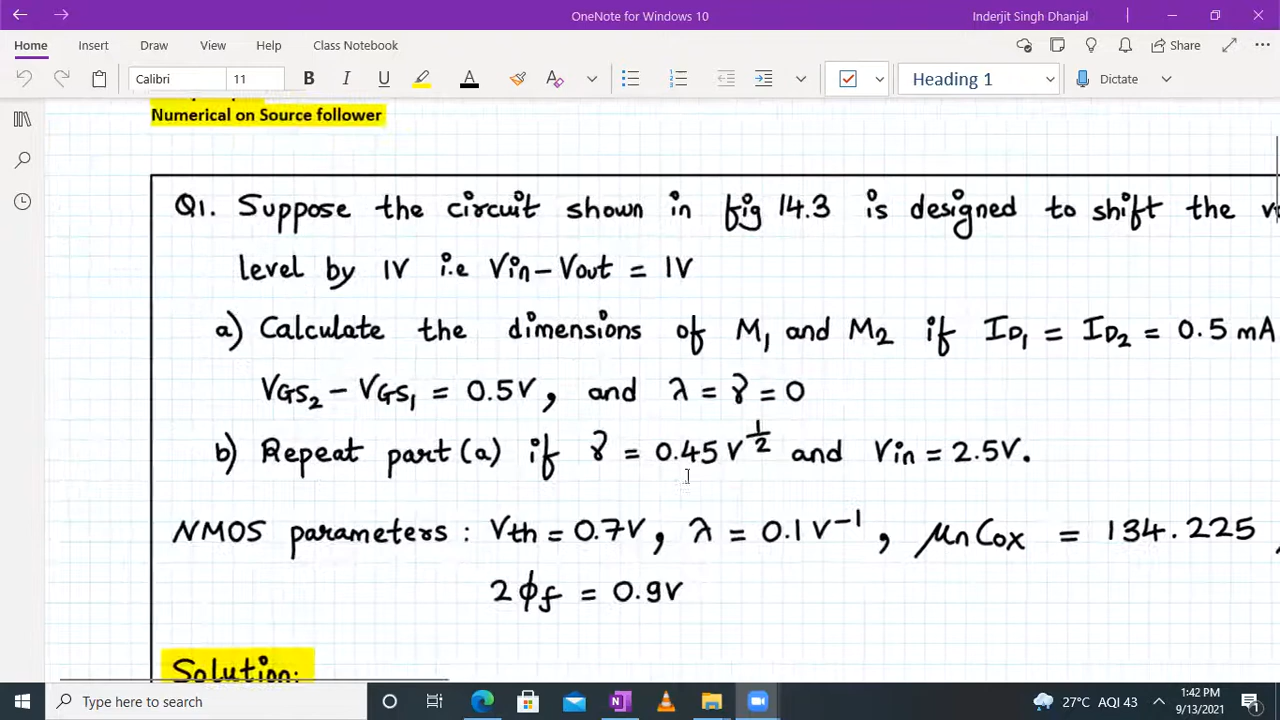 OneNote for Windows 10
Inderjit Singh Dhanjal
Home Insert Draw View Help Class Notebook
Share
Calibri 11 B I U A Heading 1 Dictate
Numerical on Source follower
Q1. Suppose the circuit shown in fig 14.3 is designed to shift the
level by 1V i.e Vin-Vout = 1V
a) Calculate the dimensions of M₁ and M₂ if ID₁ = ID₂ = 0.5 mA
VGS₂ - VGS₁ = 0.5V, and λ = γ = 0
b) Repeat part (a) if γ = 0.45 V^1/2 and Vin = 2.5V.
NMOS parameters : Vth = 0.7V, λ = 0.1 V⁻¹, μnCox = 134.225
2ϕf = 0.9V
Solution:
Type here to search
27°C AQI 43
1:42 PM
9/13/2021